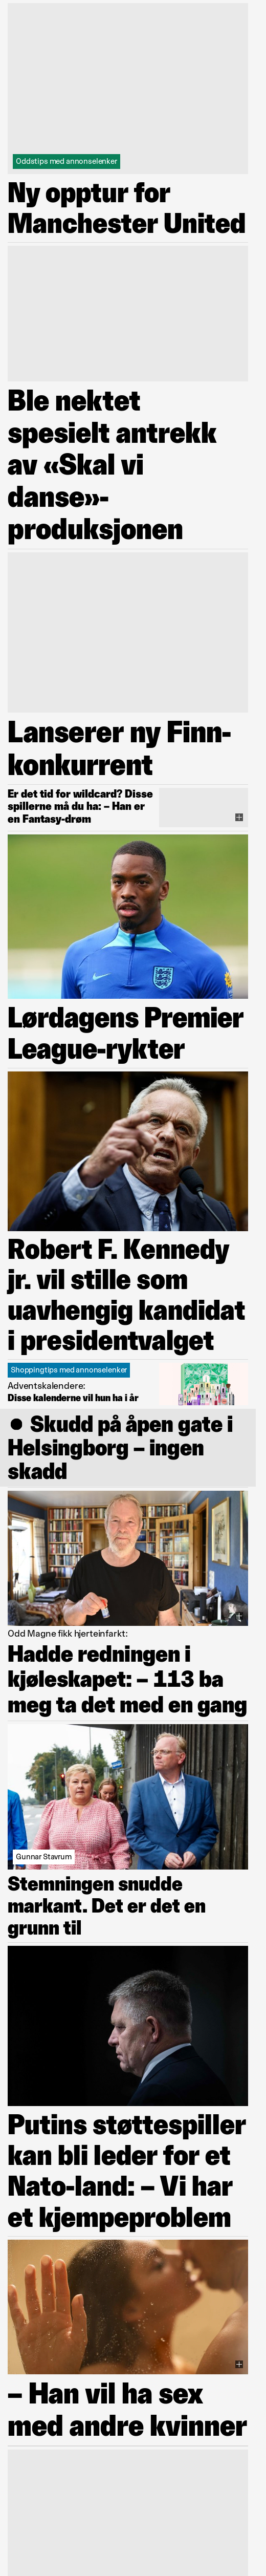 Oddstips med annonselenker
Ny opptur for
Manchester United
Ble nektet
spesielt antrekk
av «Skal vi
danse»-
produksjonen
Lanserer ny Finn-
konkurrent
Er det tid for wildcard? Disse
spillerne må du ha: – Han er
en Fantasy-drøm
Lørdagens Premier
League-rykter
Robert F. Kennedy
jr. vil stille som
uavhengig kandidat
i presidentvalget
Shoppingtips med annonselenker
Adventskalendere:
Disse kalenderne vil hun ha i år
● Skudd på åpen gate i
Helsingborg – ingen
skadd
Odd Magne fikk hjerteinfarkt:
Hadde redningen i
kjøleskapet: – 113 ba
meg ta det med en gang
Gunnar Stavrum
Stemningen snudde
markant. Det er det en
grunn til
Putins støttespiller
kan bli leder for et
Nato-land: – Vi har
et kjempeproblem
– Han vil ha sex
med andre kvinner